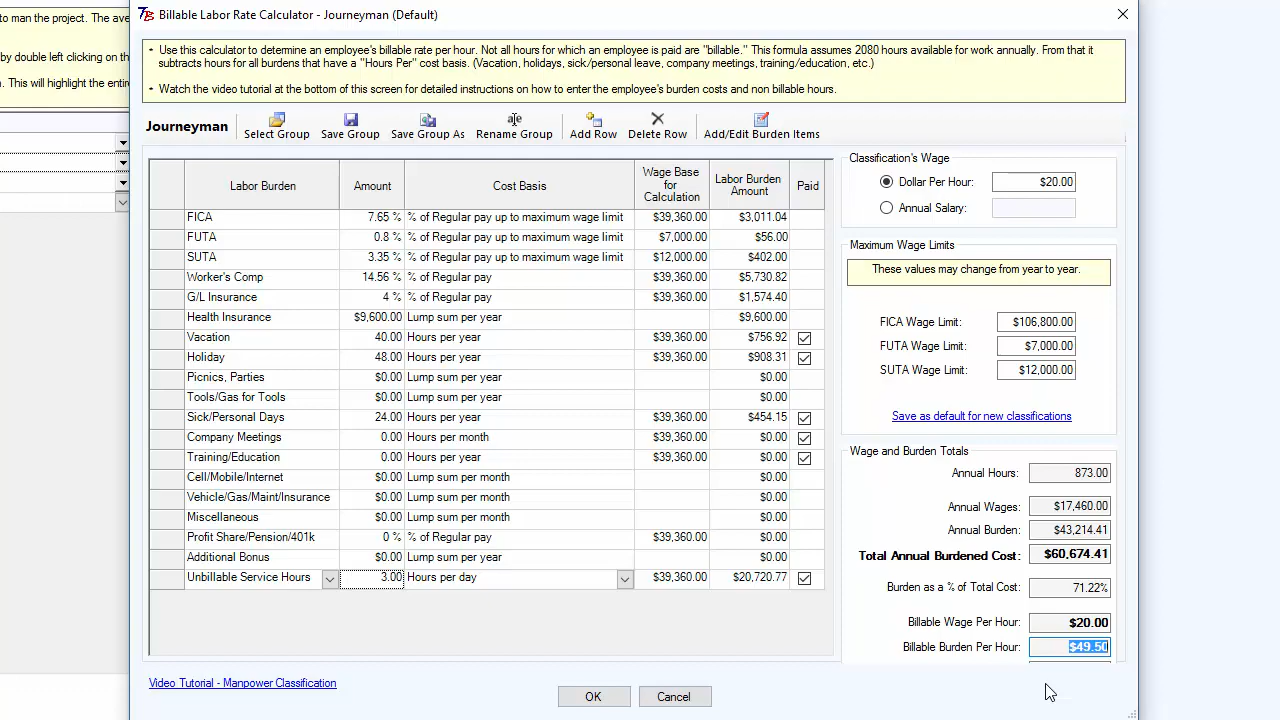 to man the project. The ave
by double left clicking on th
n. This will highlight the entire
TB Billable Labor Rate Calculator - Journeyman (Default)
• Use this calculator to determine an employee's billable rate per hour. Not all hours for which an employee is paid are "billable." This formula assumes 2080 hours available for work annually. From that it
subtracts hours for all burdens that have a "Hours Per" cost basis. (Vacation, holidays, sick/personal leave, company meetings, training/education, etc.)
• Watch the video tutorial at the bottom of this screen for detailed instructions on how to enter the employee's burden costs and non billable hours.
Journeyman Select Group Save Group Save Group As Rename Group Add Row Delete Row Add/Edit Burden Items
Labor Burden Amount Cost Basis Wage Base for Calculation Labor Burden Amount Paid
FICA 7.65 % % of Regular pay up to maximum wage limit $39,360.00 $3,011.04
FUTA 0.8 % % of Regular pay up to maximum wage limit $7,000.00 $56.00
SUTA 3.35 % % of Regular pay up to maximum wage limit $12,000.00 $402.00
Worker's Comp 14.56 % % of Regular pay $39,360.00 $5,730.82
G/L Insurance 4 % % of Regular pay $39,360.00 $1,574.40
Health Insurance $9,600.00 Lump sum per year $9,600.00
Vacation 40.00 Hours per year $39,360.00 $756.92
Holiday 48.00 Hours per year $39,360.00 $908.31
Picnics, Parties $0.00 Lump sum per year $0.00
Tools/Gas for Tools $0.00 Lump sum per year $0.00
Sick/Personal Days 24.00 Hours per year $39,360.00 $454.15
Company Meetings 0.00 Hours per month $39,360.00 $0.00
Training/Education 0.00 Hours per year $39,360.00 $0.00
Cell/Mobile/Internet $0.00 Lump sum per month $0.00
Vehicle/Gas/Maint/Insurance $0.00 Lump sum per month $0.00
Miscellaneous $0.00 Lump sum per month $0.00
Profit Share/Pension/401k 0 % % of Regular pay $39,360.00 $0.00
Additional Bonus $0.00 Lump sum per year $0.00
Unbillable Service Hours 3.00 Hours per day $39,360.00 $20,720.77
Classification's Wage
Dollar Per Hour: $20.00
Annual Salary:
Maximum Wage Limits
These values may change from year to year.
FICA Wage Limit: $106,800.00
FUTA Wage Limit: $7,000.00
SUTA Wage Limit: $12,000.00
Save as default for new classifications
Wage and Burden Totals
Annual Hours: 873.00
Annual Wages: $17,460.00
Annual Burden: $43,214.41
Total Annual Burdened Cost: $60,674.41
Burden as a % of Total Cost: 71.22%
Billable Wage Per Hour: $20.00
Billable Burden Per Hour: $49.50
Video Tutorial - Manpower Classification
OK Cancel